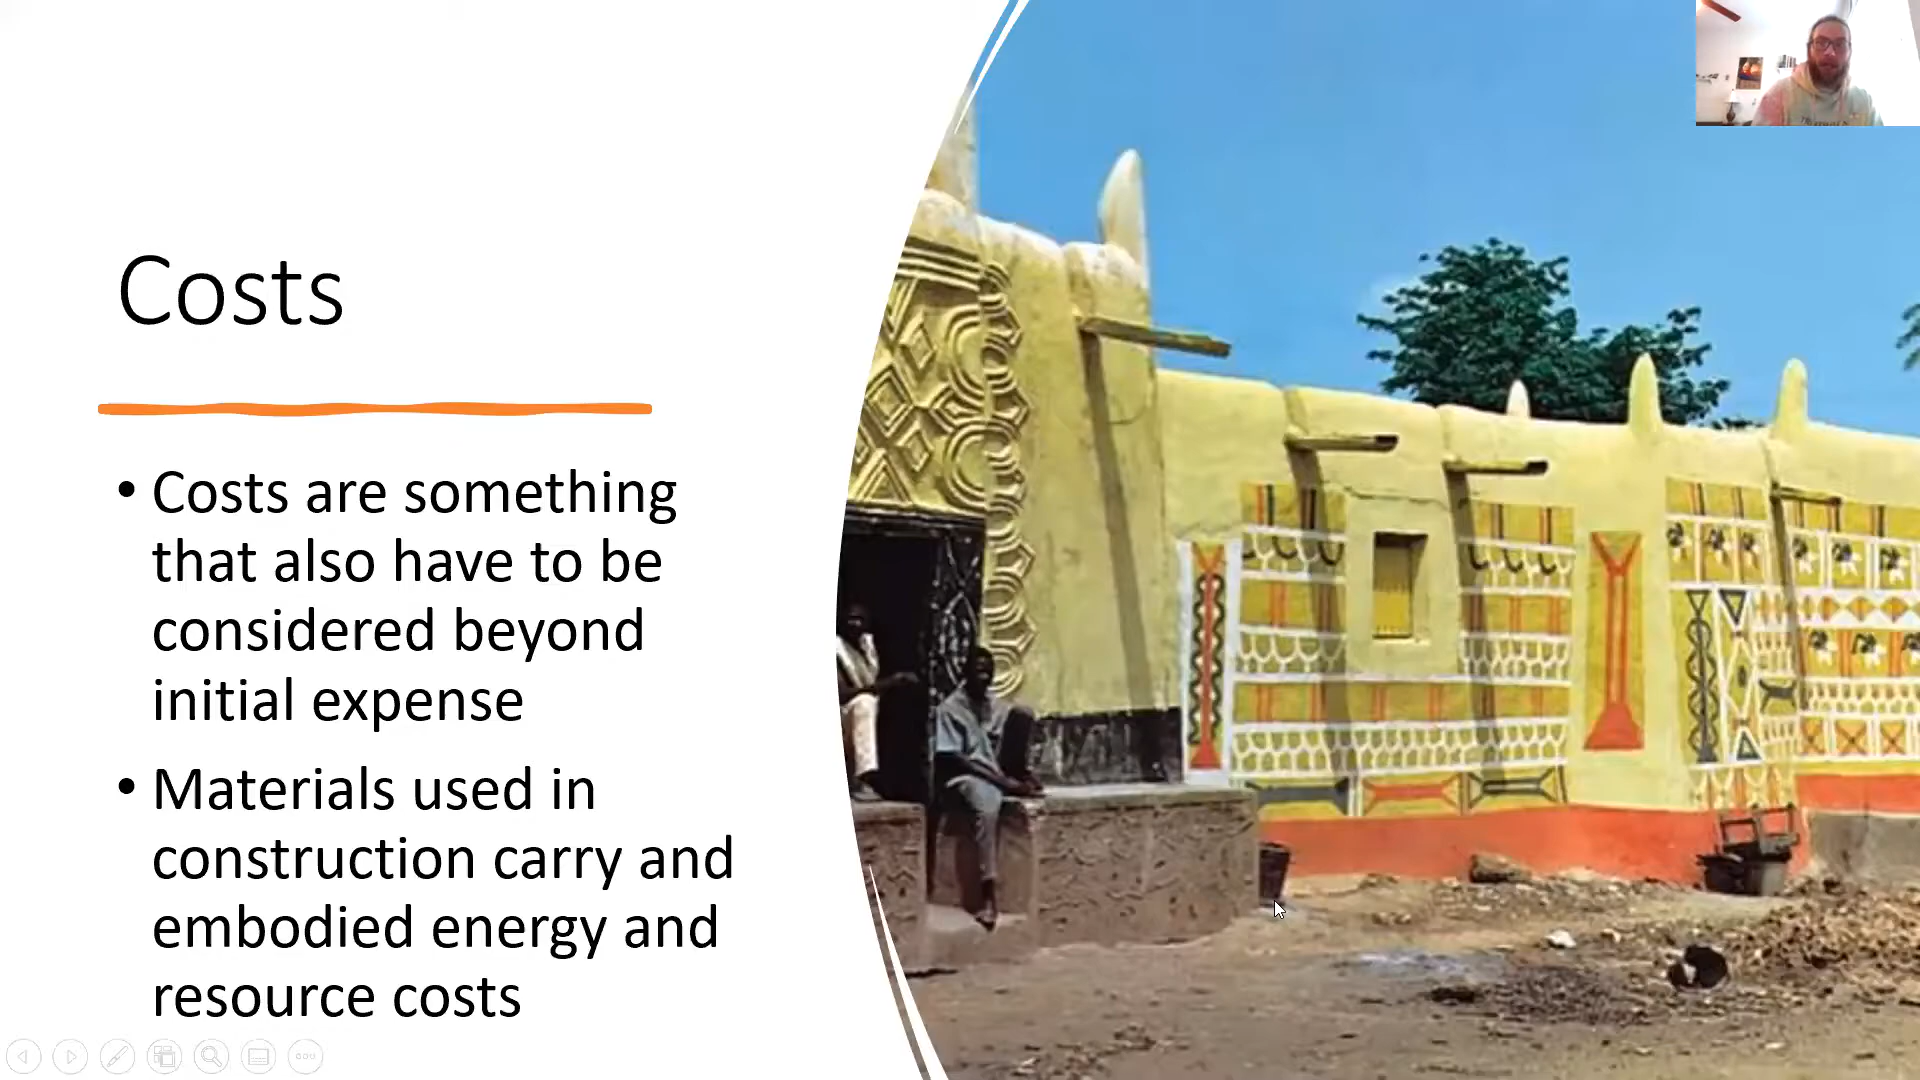 Costs
• Costs are something
that also have to be
considered beyond
initial expense
• Materials used in
construction carry and
embodied energy and
resource costs